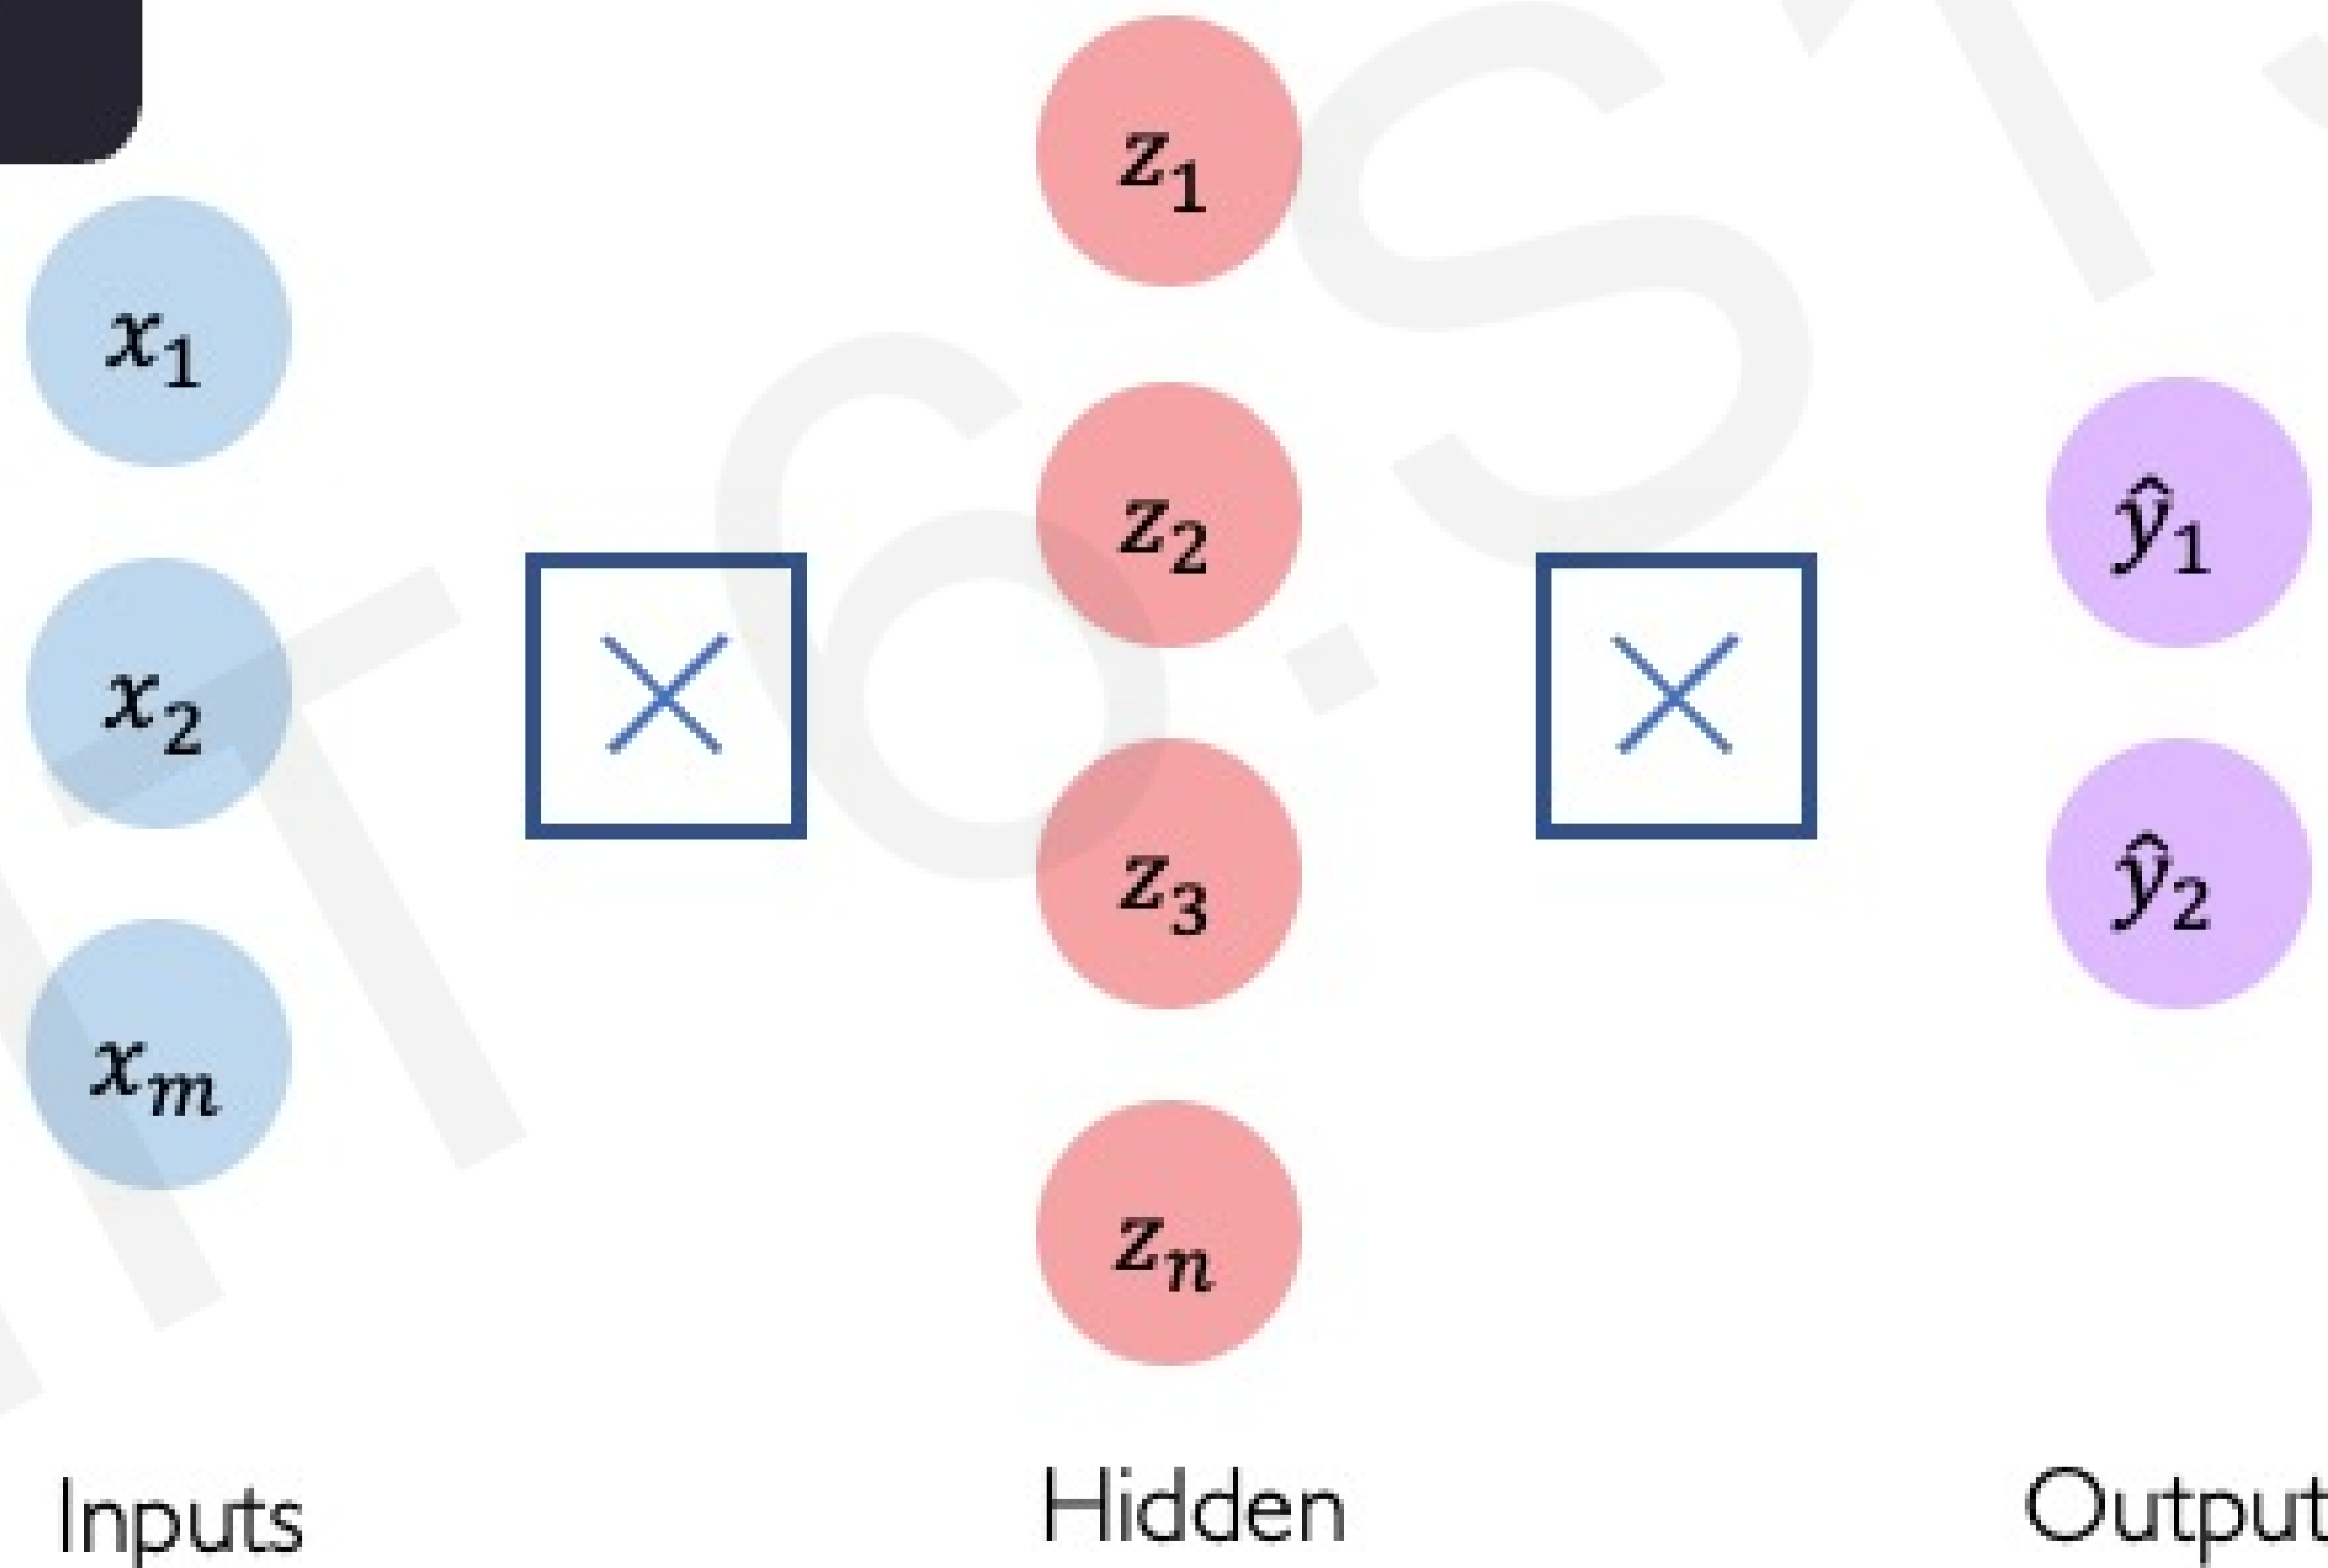 z₁
x₁
z₂
ŷ₁
x₂
z₃
ŷ₂
xₘ
zₙ
Inputs
Hidden
Output